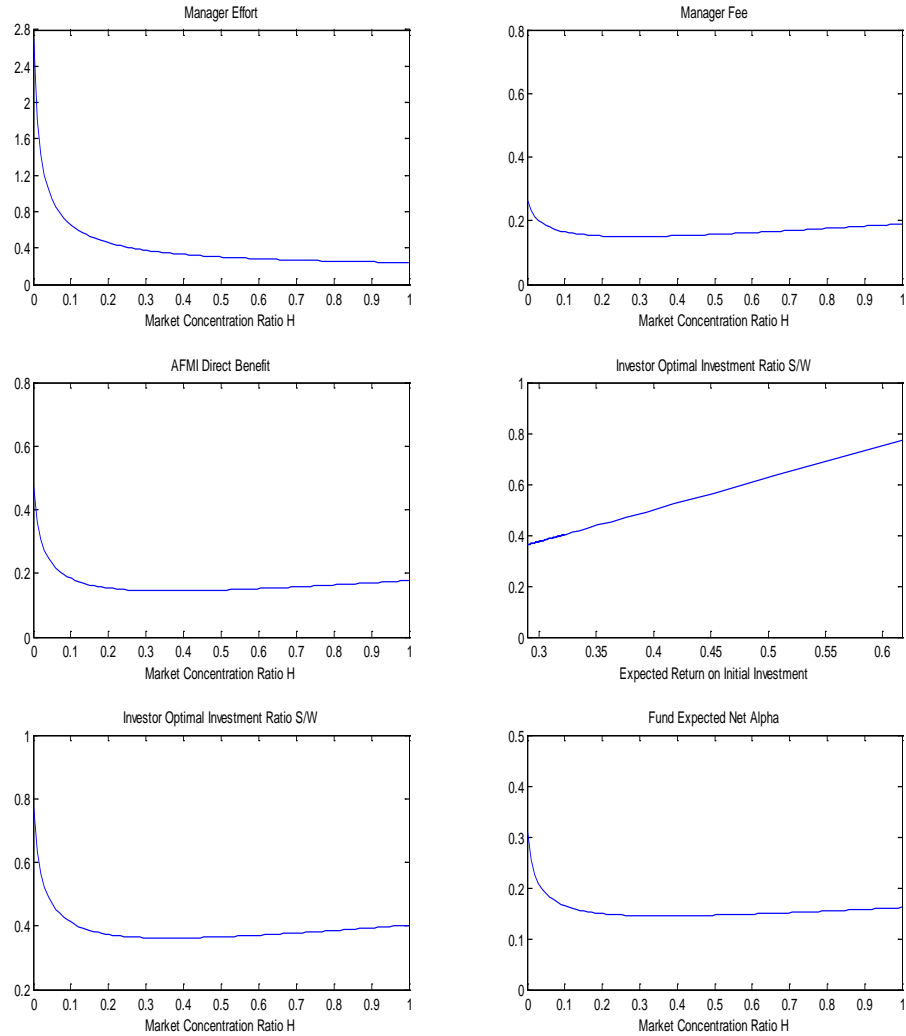 Manager Effort
2.8
2.4
2
1.6
1.2
0.8
0.4
0
0 0.1 0.2 0.3 0.4 0.5 0.6 0.7 0.8 0.9 1
Market Concentration Ratio H
Manager Fee
0.8
0.6
0.4
0.2
0
0 0.1 0.2 0.3 0.4 0.5 0.6 0.7 0.8 0.9 1
Market Concentration Ratio H
AFMI Direct Benefit
0.8
0.6
0.4
0.2
0
0 0.1 0.2 0.3 0.4 0.5 0.6 0.7 0.8 0.9 1
Market Concentration Ratio H
Investor Optimal Investment Ratio S/W
1
0.8
0.6
0.4
0.2
0
0.3 0.35 0.4 0.45 0.5 0.55 0.6
Expected Return on Initial Investment
Investor Optimal Investment Ratio S/W
1
0.8
0.6
0.4
0.2
0 0.1 0.2 0.3 0.4 0.5 0.6 0.7 0.8 0.9 1
Market Concentration Ratio H
Fund Expected Net Alpha
0.5
0.4
0.3
0.2
0.1
0
0 0.1 0.2 0.3 0.4 0.5 0.6 0.7 0.8 0.9 1
Market Concentration Ratio H